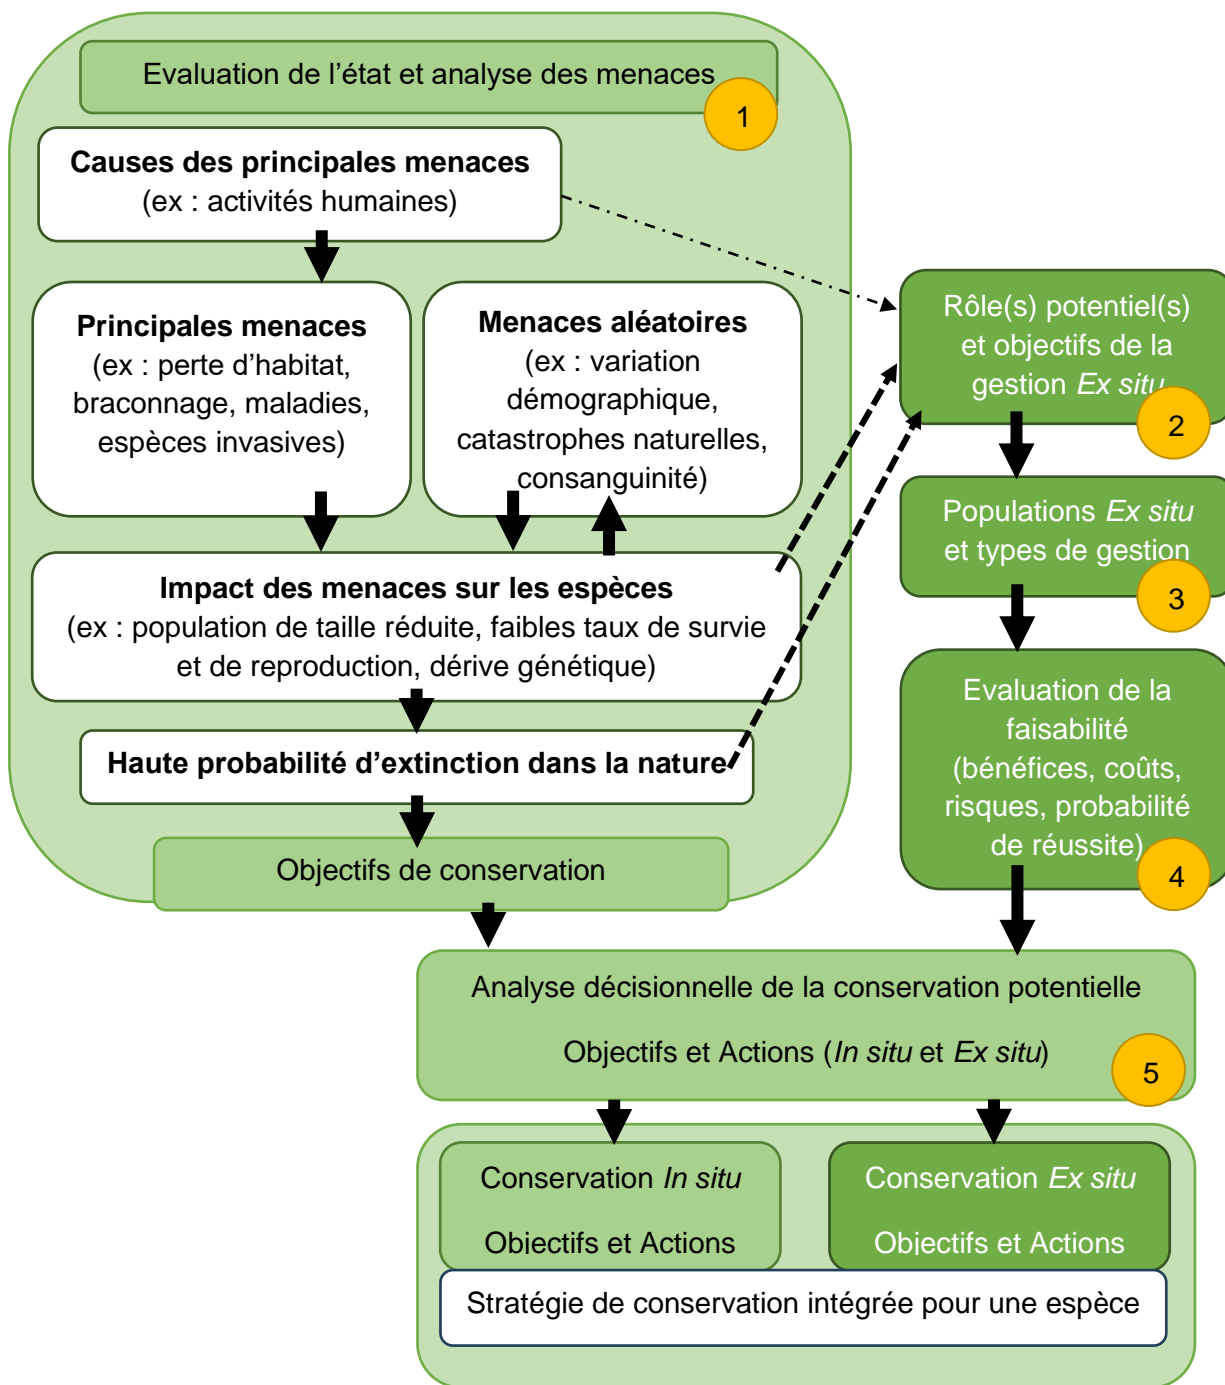 Evaluation de l’état et analyse des menaces
1
Causes des principales menaces
(ex : activités humaines)
Principales menaces
(ex : perte d’habitat,
braconnage, maladies,
espèces invasives)
Menaces aléatoires
(ex : variation
démographique,
catastrophes naturelles,
consanguinité)
Impact des menaces sur les espèces
(ex : population de taille réduite, faibles taux de survie
et de reproduction, dérive génétique)
Haute probabilité d’extinction dans la nature
Objectifs de conservation
Rôle(s) potentiel(s)
et objectifs de la
gestion Ex situ
2
Populations Ex situ
et types de gestion
3
Evaluation de la
faisabilité
(bénéfices, coûts,
risques, probabilité
de réussite)
4
Analyse décisionnelle de la conservation potentielle
Objectifs et Actions (In situ et Ex situ)
5
Conservation In situ
Objectifs et Actions
Conservation Ex situ
Objectifs et Actions
Stratégie de conservation intégrée pour une espèce